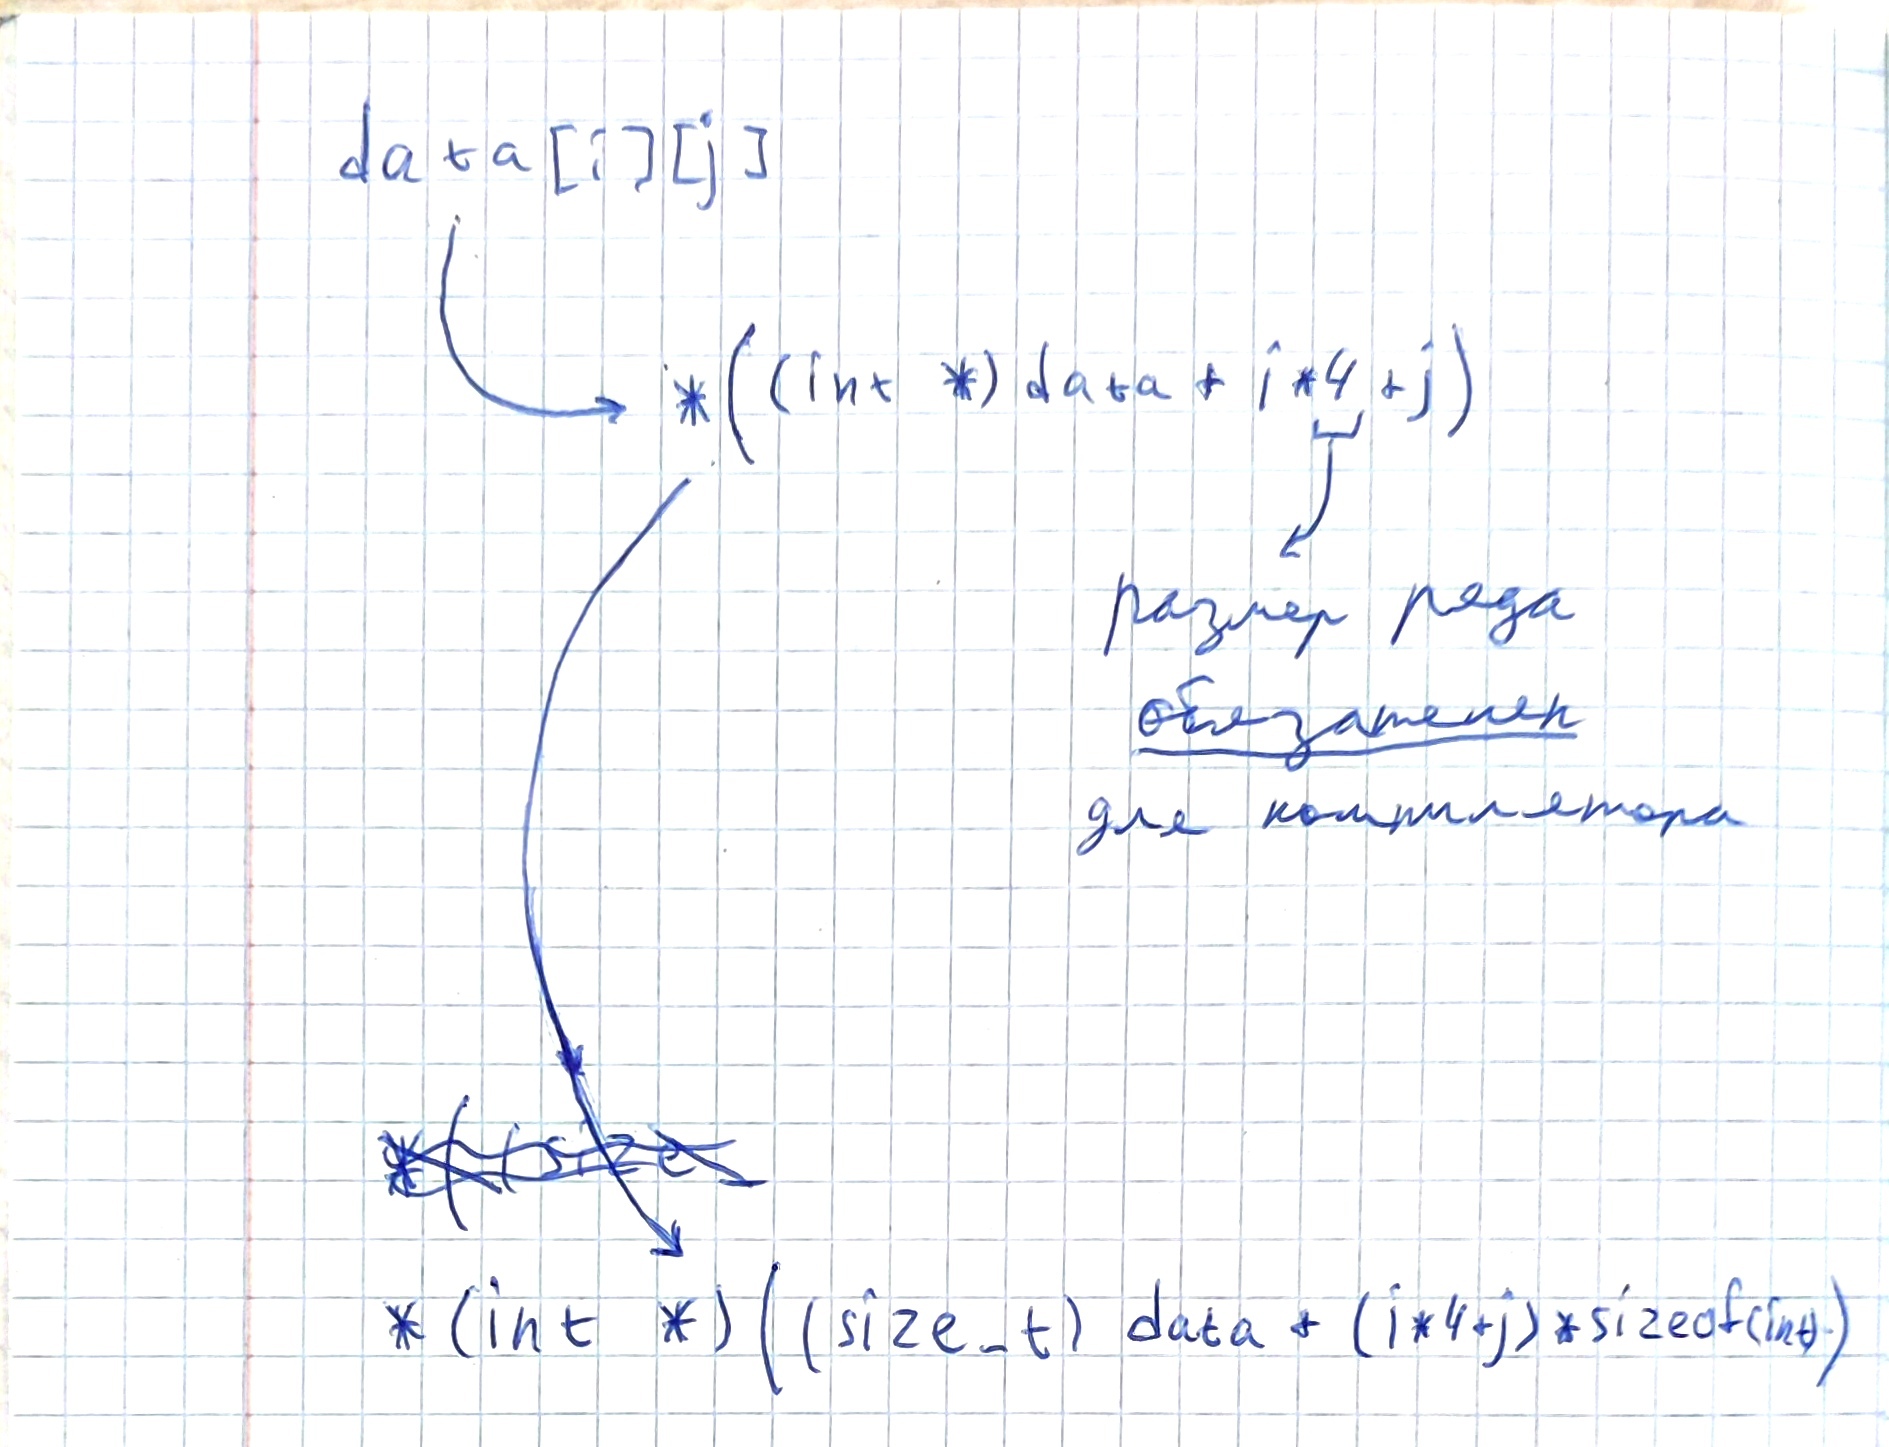 data[i][j]
*((int *) data + i*4 +j)
размер ряда
обязателен
для компилятора
*( (size
*(int *) ((size_t) data + (i*4+j) *sizeof(int))